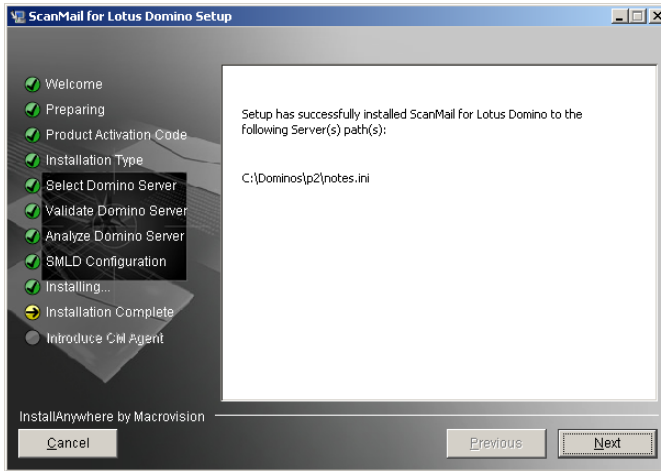 ScanMail for Lotus Domino Setup
Welcome
Preparing
Product Activation Code
Installation Type
Select Domino Server
Validate Domino Server
Analyze Domino Server
SMLD Configuration
Installing...
Installation Complete
Introduce CM Agent
Setup has successfully installed ScanMail for Lotus Domino to the
following Server(s) path(s):
C:\Dominos\p2\notes.ini
InstallAnywhere by Macrovision
Cancel
Previous
Next